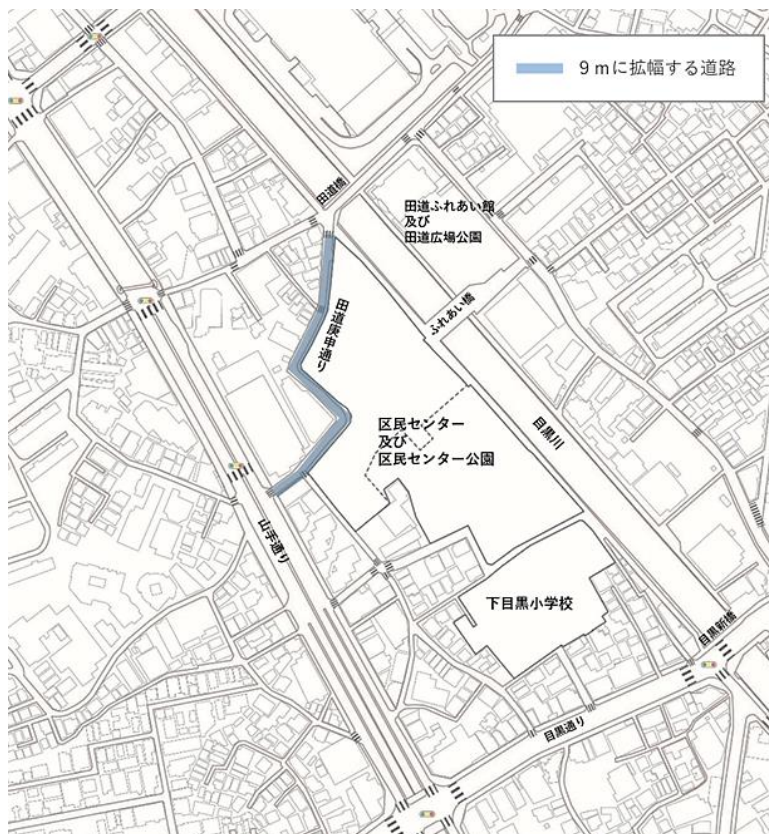 9mに拡幅する道路
田道橋
田道ふれあい館
及び
田道広場公園
ふれあい橋
田道庚申通り
区民センター
及び
区民センター公園
目黒川
山手通り
下目黒小学校
目黒新橋
目黒通り